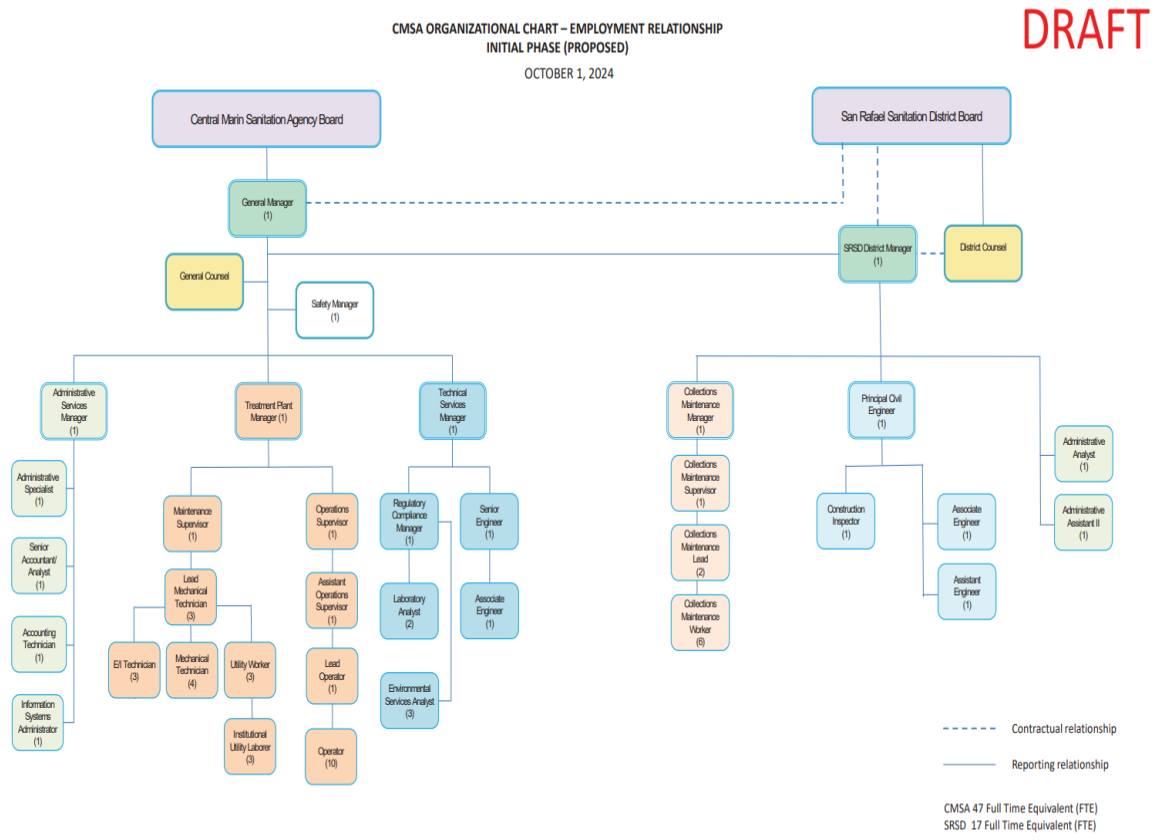 CMSA ORGANIZATIONAL CHART – EMPLOYMENT RELATIONSHIP
INITIAL PHASE (PROPOSED)
OCTOBER 1, 2024
DRAFT
Central Marin Sanitation Agency Board
San Rafael Sanitation District Board
General Manager
(1)
SRSD District Manager
(1)
District Counsel
General Counsel
Safety Manager
(1)
Administrative
Services
Manager
(1)
Treatment Plant
Manager (1)
Technical
Services
Manager
(1)
Collections
Maintenance
Manager
(1)
Principal Civil
Engineer
(1)
Administrative
Analyst
(1)
Administrative
Assistant II
(1)
Administrative
Specialist
(1)
Senior
Accountant/
Analyst
(1)
Accounting
Technician
(1)
Information
Systems
Administrator
(1)
Maintenance
Supervisor
(1)
Lead
Mechanical
Technician
(3)
E/I Technician
(3)
Mechanical
Technician
(4)
Utility Worker
(3)
Institutional
Utility Laborer
(3)
Operations
Supervisor
(1)
Assistant
Operations
Supervisor
(1)
Lead
Operator
(1)
Operator
(10)
Regulatory
Compliance
Manager
(1)
Laboratory
Analyst
(2)
Environmental
Services Analyst
(3)
Senior
Engineer
(1)
Associate
Engineer
(1)
Collections
Maintenance
Supervisor
(1)
Collections
Maintenance
Lead
(2)
Collections
Maintenance
Worker
(6)
Construction
Inspector
(1)
Associate
Engineer
(1)
Assistant
Engineer
(1)
Contractual relationship
Reporting relationship
CMSA 47 Full Time Equivalent (FTE)
SRSD 17 Full Time Equivalent (FTE)